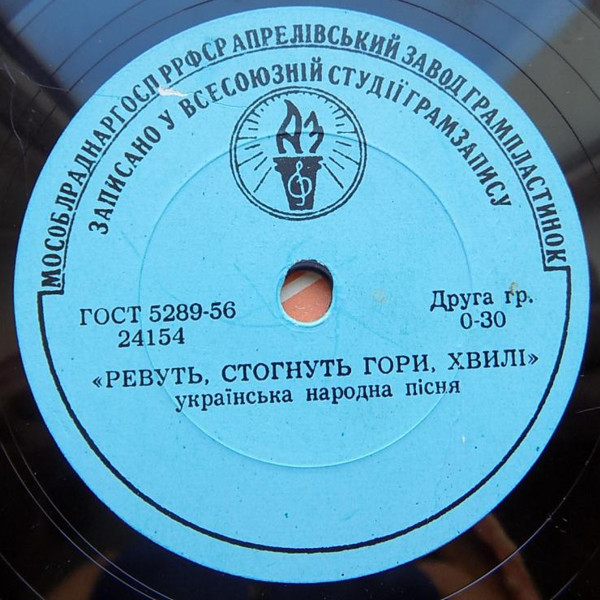 МОСОБЛРАДНАРГОСП РРФСР АПРЕЛІВСЬКИЙ ЗАВОД ГРАМПЛАСТИНОК
ЗАПИСАНО У ВСЕСОЮЗНІЙ СТУДІЇ ГРАМЗАПИСУ
АЗ
ГОСТ 5289-56
24154
Друга гр.
0-30
«РЕВУТЬ, СТОГНУТЬ ГОРИ, ХВИЛІ»
українська народна пісня